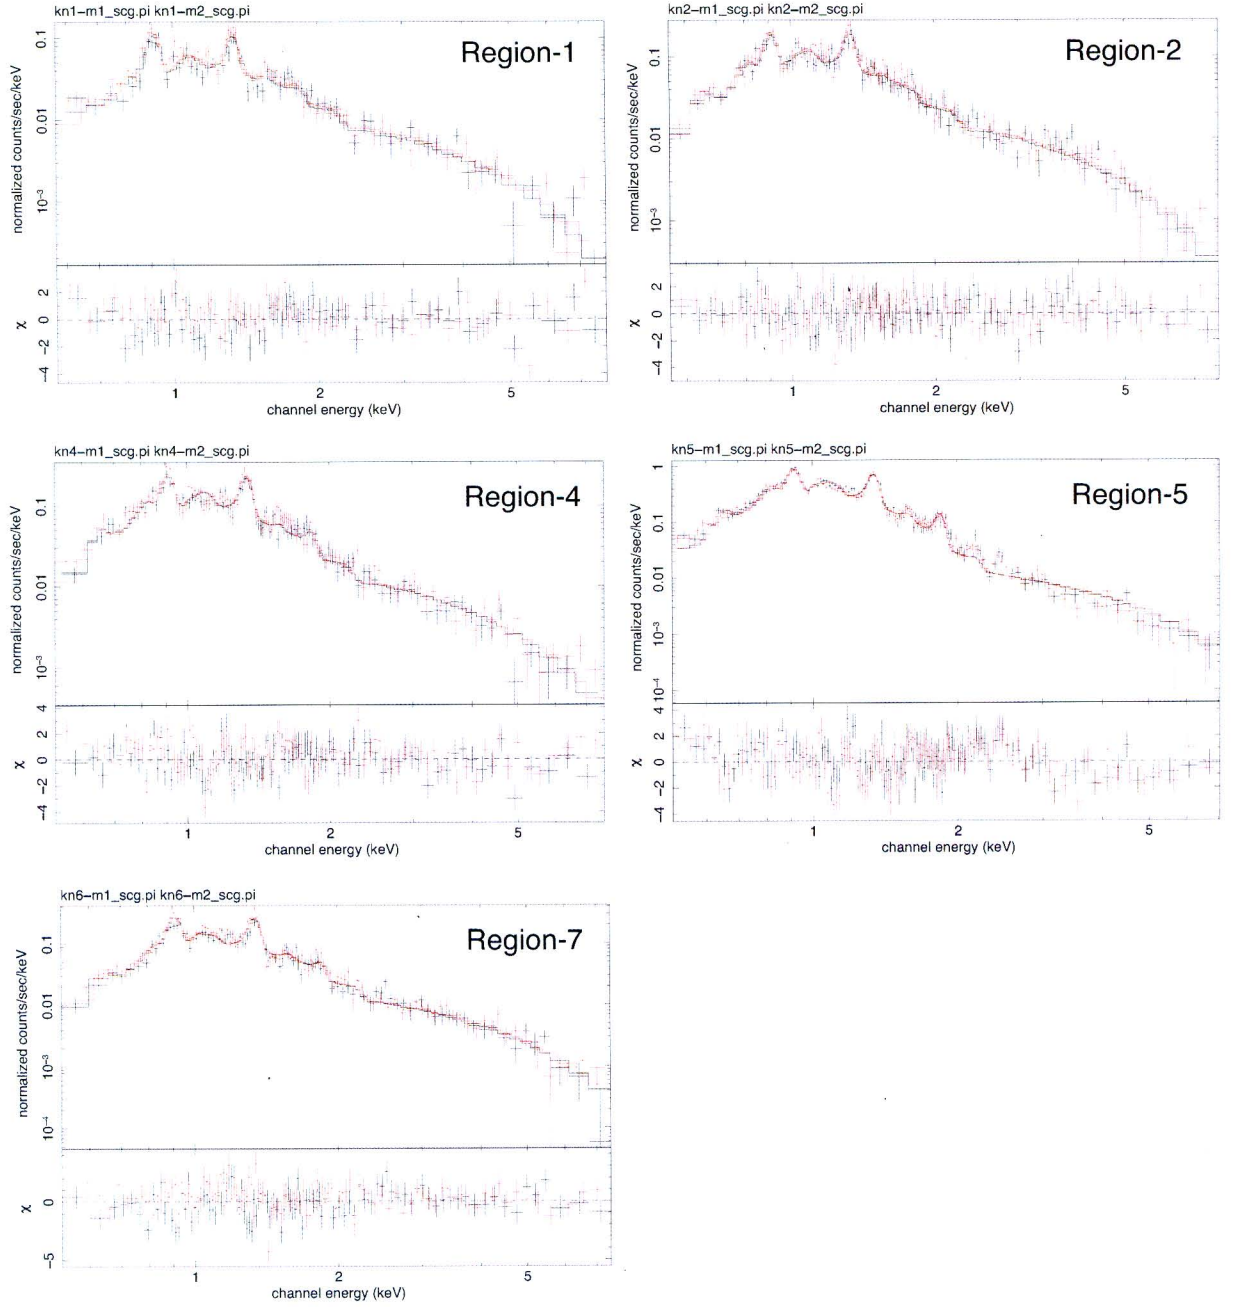 kn1−m1_scg.pi kn1−m2_scg.pi
Region-1
normalized counts/sec/keV
0.1
0.01
10−3
χ
2
0
−2
−4
1
2
5
channel energy (keV)
kn2−m1_scg.pi kn2−m2_scg.pi
Region-2
normalized counts/sec/keV
0.1
0.01
10−3
χ
2
0
−2
−4
1
2
5
channel energy (keV)
kn4−m1_scg.pi kn4−m2_scg.pi
Region-4
normalized counts/sec/keV
0.1
0.01
10−3
χ
4
2
0
−2
−4
1
2
5
channel energy (keV)
kn5−m1_scg.pi kn5−m2_scg.pi
Region-5
normalized counts/sec/keV
1
0.1
0.01
10−3
10−4
χ
4
2
0
−2
−4
1
2
5
channel energy (keV)
kn6−m1_scg.pi kn6−m2_scg.pi
Region-7
normalized counts/sec/keV
0.1
0.01
10−3
10−4
χ
0
−5
1
2
5
channel energy (keV)